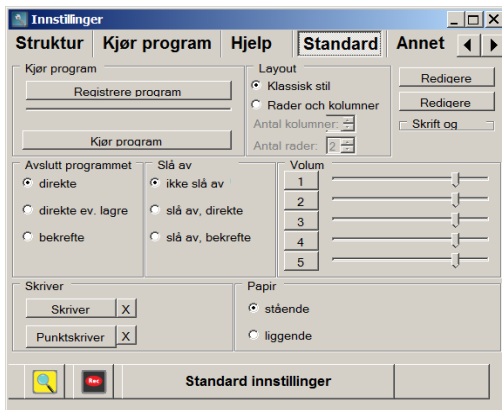 Innstillinger
Struktur Kjør program Hjelp Standard Annet
Kjør program
Registrere program
Kjør program
Layout
Klassisk stil
Rader och kolumner
Antal kolumner:
Antal rader: 2
Redigere
Redigere
Skrift og
Avslutt programmet
direkte
direkte ev. lagre
bekrefte
Slå av
ikke slå av
slå av, direkte
slå av, bekrefte
Volum
1
2
3
4
5
Skriver
Skriver X
Punktskriver X
Papir
stående
liggende
Rec
Standard innstillinger